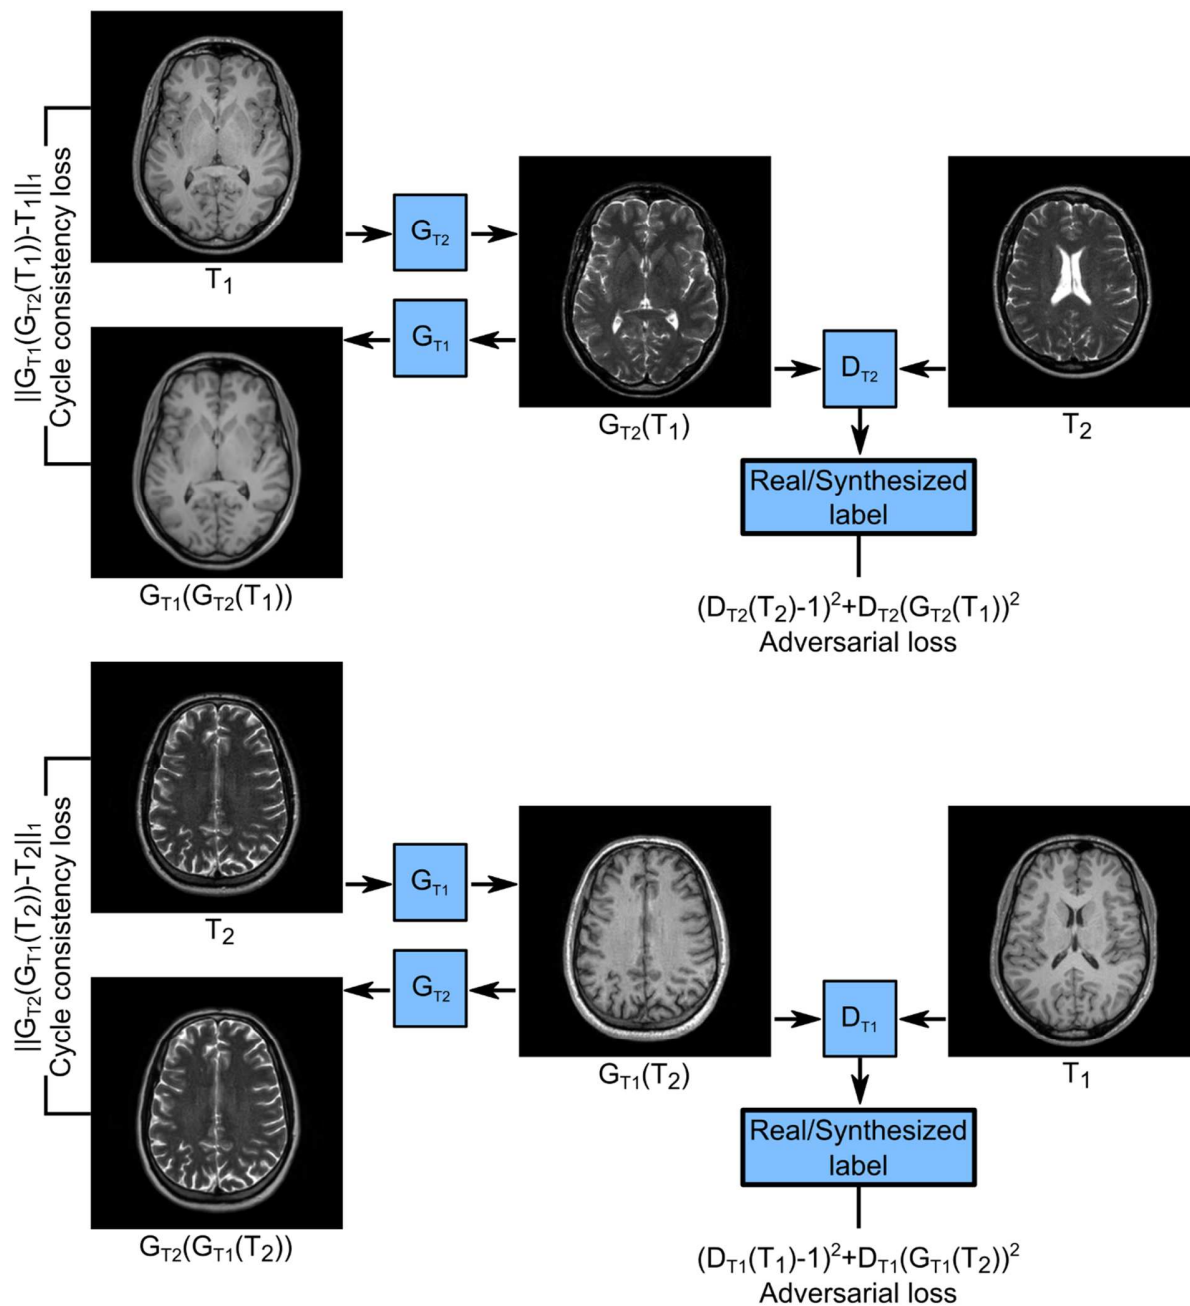 ||G_T1(G_T2(T_1))-T_1||_1
Cycle consistency loss
T_1
G_T2
G_T1
G_T2(T_1)
D_T2
T_2
Real/Synthesized
label
G_T1(G_T2(T_1))
(D_T2(T_2)-1)^2+D_T2(G_T2(T_1))^2
Adversarial loss
||G_T2(G_T1(T_2))-T_2||_1
Cycle consistency loss
T_2
G_T1
G_T2
G_T1(T_2)
D_T1
T_1
Real/Synthesized
label
G_T2(G_T1(T_2))
(D_T1(T_1)-1)^2+D_T1(G_T1(T_2))^2
Adversarial loss